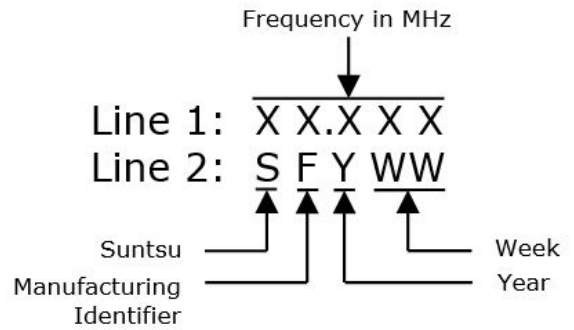 Frequency in MHz
Line 1: X X.X X X
Line 2: S F Y WW
Suntsu
Week
Manufacturing
Identifier
Year